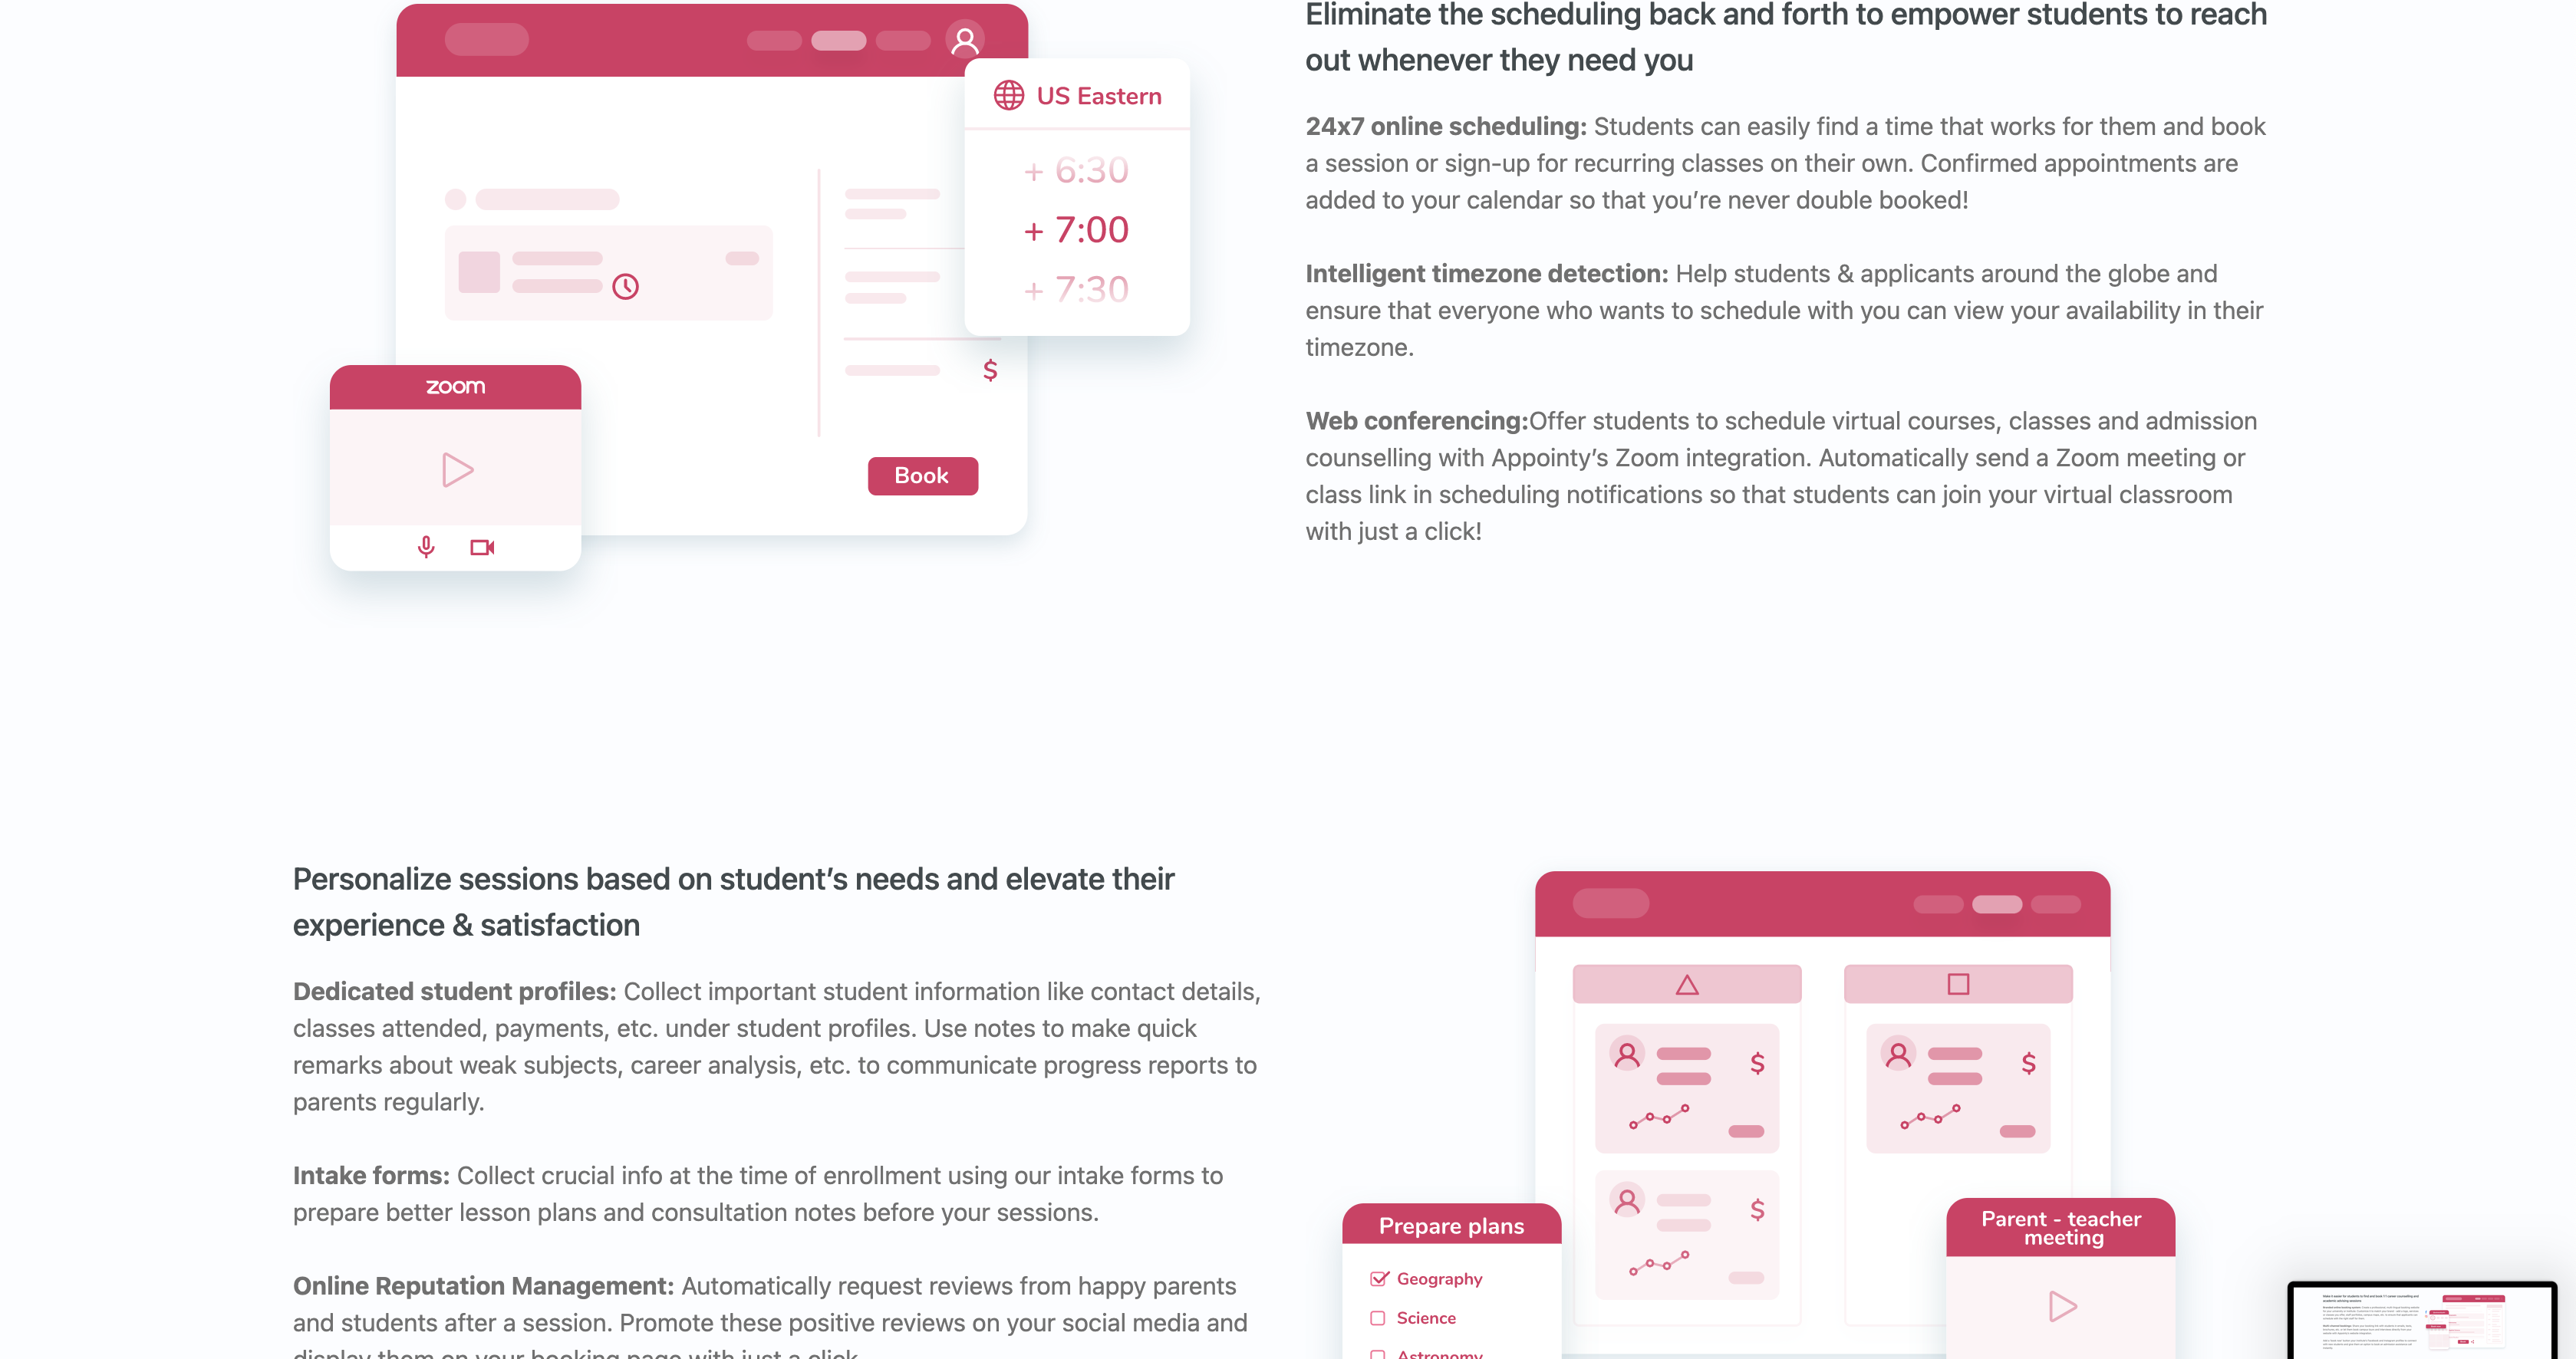 Eliminate the scheduling back and forth to empower students to reach
out whenever they need you
24x7 online scheduling: Students can easily find a time that works for them and book
a session or sign-up for recurring classes on their own. Confirmed appointments are
added to your calendar so that you’re never double booked!
Intelligent timezone detection: Help students & applicants around the globe and
ensure that everyone who wants to schedule with you can view your availability in their
timezone.
Web conferencing:Offer students to schedule virtual courses, classes and admission
counselling with Appointy’s Zoom integration. Automatically send a Zoom meeting or
class link in scheduling notifications so that students can join your virtual classroom
with just a click!
US Eastern
+ 6:30
+ 7:00
+ 7:30
$
zoom
Book
Personalize sessions based on student’s needs and elevate their
experience & satisfaction
Dedicated student profiles: Collect important student information like contact details,
classes attended, payments, etc. under student profiles. Use notes to make quick
remarks about weak subjects, career analysis, etc. to communicate progress reports to
parents regularly.
Intake forms: Collect crucial info at the time of enrollment using our intake forms to
prepare better lesson plans and consultation notes before your sessions.
Online Reputation Management: Automatically request reviews from happy parents
and students after a session. Promote these positive reviews on your social media and
display them on your booking page with just a click
$
$
$
Prepare plans
Geography
Science
Astronomy
Parent - teacher
meeting